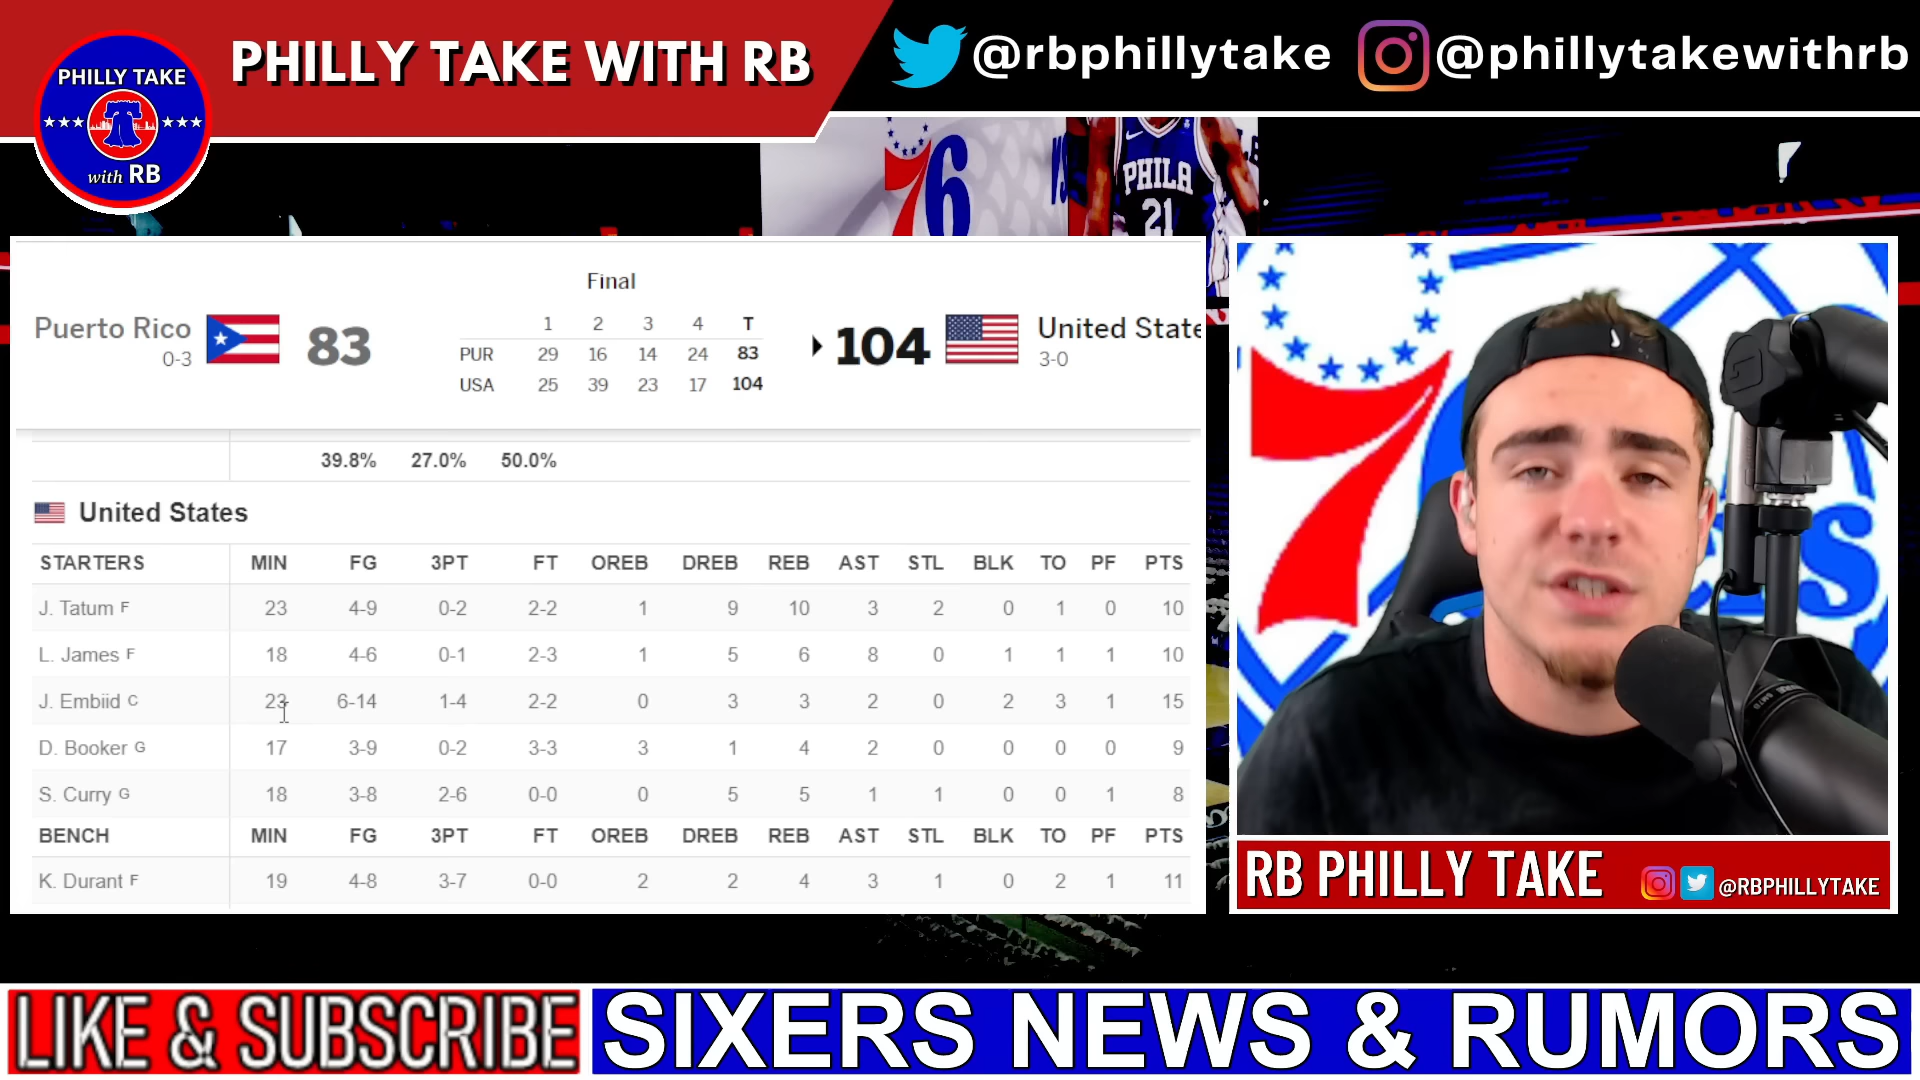 PHILLY TAKE
with RB
PHILLY TAKE WITH RB
@rbphillytake
@phillytakewithrb
76
PHILA
21
Final
Puerto Rico
0-3
83
1 2 3 4 T
PUR 29 16 14 24 83
USA 25 39 23 17 104
104
United State
3-0
39.8% 27.0% 50.0%
United States
STARTERS MIN FG 3PT FT OREB DREB REB AST STL BLK TO PF PTS
J. Tatum F 23 4-9 0-2 2-2 1 9 10 3 2 0 1 0 10
L. James F 18 4-6 0-1 2-3 1 5 6 8 0 1 1 1 10
J. Embiid C 23 6-14 1-4 2-2 0 3 3 2 0 2 3 1 15
D. Booker G 17 3-9 0-2 3-3 3 1 4 2 0 0 0 0 9
S. Curry G 18 3-8 2-6 0-0 0 5 5 1 1 0 0 1 8
BENCH MIN FG 3PT FT OREB DREB REB AST STL BLK TO PF PTS
K. Durant F 19 4-8 3-7 0-0 2 2 4 3 1 0 2 1 11
RB PHILLY TAKE
@RBPHILLYTAKE
LIKE & SUBSCRIBE
SIXERS NEWS & RUMORS